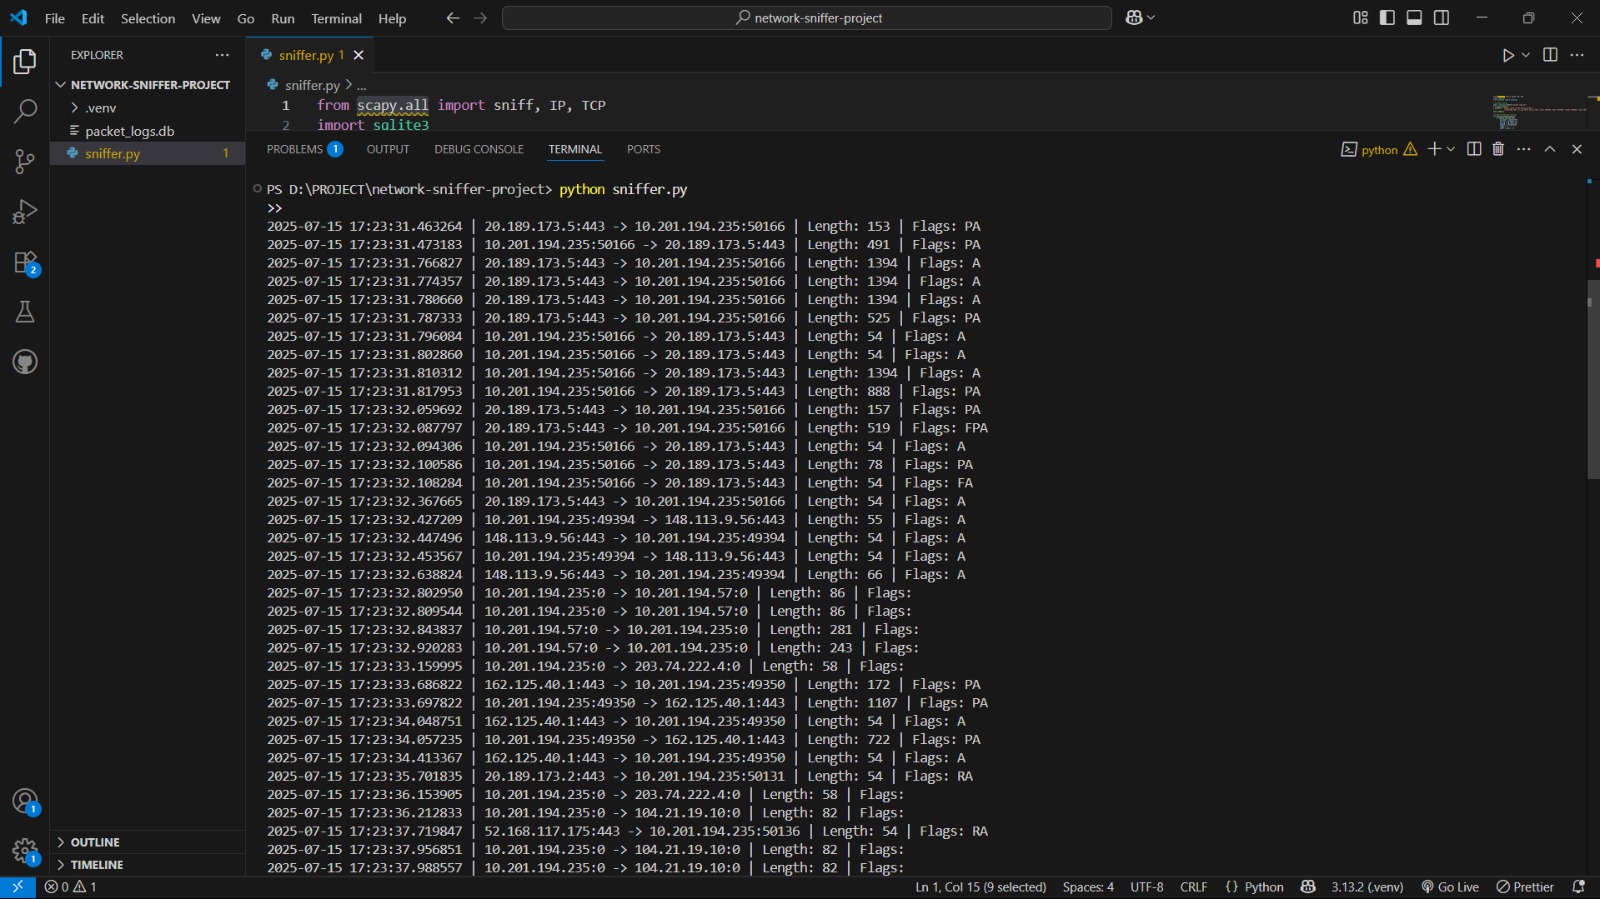 File Edit Selection View Go Run Terminal Help
network-sniffer-project
EXPLORER
NETWORK-SNIFFER-PROJECT
.venv
packet_logs.db
sniffer.py 1
sniffer.py 1
sniffer.py > ...
1 from scapy.all import sniff, IP, TCP
2 import sqlite3
PROBLEMS 1 OUTPUT DEBUG CONSOLE TERMINAL PORTS
python
PS D:\PROJECT\network-sniffer-project> python sniffer.py
>>
2025-07-15 17:23:31.463264 | 20.189.173.5:443 -> 10.201.194.235:50166 | Length: 153 | Flags: PA
2025-07-15 17:23:31.473183 | 10.201.194.235:50166 -> 20.189.173.5:443 | Length: 491 | Flags: PA
2025-07-15 17:23:31.766827 | 20.189.173.5:443 -> 10.201.194.235:50166 | Length: 1394 | Flags: A
2025-07-15 17:23:31.774357 | 20.189.173.5:443 -> 10.201.194.235:50166 | Length: 1394 | Flags: A
2025-07-15 17:23:31.780660 | 20.189.173.5:443 -> 10.201.194.235:50166 | Length: 1394 | Flags: A
2025-07-15 17:23:31.787333 | 20.189.173.5:443 -> 10.201.194.235:50166 | Length: 525 | Flags: PA
2025-07-15 17:23:31.796084 | 10.201.194.235:50166 -> 20.189.173.5:443 | Length: 54 | Flags: A
2025-07-15 17:23:31.802860 | 10.201.194.235:50166 -> 20.189.173.5:443 | Length: 54 | Flags: A
2025-07-15 17:23:31.810312 | 10.201.194.235:50166 -> 20.189.173.5:443 | Length: 1394 | Flags: A
2025-07-15 17:23:31.817953 | 10.201.194.235:50166 -> 20.189.173.5:443 | Length: 888 | Flags: PA
2025-07-15 17:23:32.059692 | 20.189.173.5:443 -> 10.201.194.235:50166 | Length: 157 | Flags: PA
2025-07-15 17:23:32.087797 | 20.189.173.5:443 -> 10.201.194.235:50166 | Length: 519 | Flags: FPA
2025-07-15 17:23:32.094306 | 10.201.194.235:50166 -> 20.189.173.5:443 | Length: 54 | Flags: A
2025-07-15 17:23:32.100586 | 10.201.194.235:50166 -> 20.189.173.5:443 | Length: 78 | Flags: PA
2025-07-15 17:23:32.108284 | 10.201.194.235:50166 -> 20.189.173.5:443 | Length: 54 | Flags: FA
2025-07-15 17:23:32.367665 | 20.189.173.5:443 -> 10.201.194.235:50166 | Length: 54 | Flags: A
2025-07-15 17:23:32.427209 | 10.201.194.235:49394 -> 148.113.9.56:443 | Length: 55 | Flags: A
2025-07-15 17:23:32.447496 | 148.113.9.56:443 -> 10.201.194.235:49394 | Length: 54 | Flags: A
2025-07-15 17:23:32.453567 | 10.201.194.235:49394 -> 148.113.9.56:443 | Length: 54 | Flags: A
2025-07-15 17:23:32.638824 | 148.113.9.56:443 -> 10.201.194.235:49394 | Length: 66 | Flags: A
2025-07-15 17:23:32.802950 | 10.201.194.235:0 -> 10.201.194.57:0 | Length: 86 | Flags:
2025-07-15 17:23:32.809544 | 10.201.194.235:0 -> 10.201.194.57:0 | Length: 86 | Flags:
2025-07-15 17:23:32.843837 | 10.201.194.57:0 -> 10.201.194.235:0 | Length: 281 | Flags:
2025-07-15 17:23:32.920283 | 10.201.194.57:0 -> 10.201.194.235:0 | Length: 243 | Flags:
2025-07-15 17:23:33.159995 | 10.201.194.235:0 -> 203.74.222.4:0 | Length: 58 | Flags:
2025-07-15 17:23:33.686822 | 162.125.40.1:443 -> 10.201.194.235:49350 | Length: 172 | Flags: PA
2025-07-15 17:23:33.697822 | 10.201.194.235:49350 -> 162.125.40.1:443 | Length: 1107 | Flags: PA
2025-07-15 17:23:34.048751 | 162.125.40.1:443 -> 10.201.194.235:49350 | Length: 54 | Flags: A
2025-07-15 17:23:34.057235 | 10.201.194.235:49350 -> 162.125.40.1:443 | Length: 722 | Flags: PA
2025-07-15 17:23:34.413367 | 162.125.40.1:443 -> 10.201.194.235:49350 | Length: 54 | Flags: A
2025-07-15 17:23:35.701835 | 20.189.173.2:443 -> 10.201.194.235:50131 | Length: 54 | Flags: RA
2025-07-15 17:23:36.153905 | 10.201.194.235:0 -> 203.74.222.4:0 | Length: 58 | Flags:
2025-07-15 17:23:36.212833 | 10.201.194.235:0 -> 104.21.19.10:0 | Length: 82 | Flags:
2025-07-15 17:23:37.719847 | 52.168.117.175:443 -> 10.201.194.235:50136 | Length: 54 | Flags: RA
2025-07-15 17:23:37.956851 | 10.201.194.235:0 -> 104.21.19.10:0 | Length: 82 | Flags:
2025-07-15 17:23:37.988557 | 10.201.194.235:0 -> 104.21.19.10:0 | Length: 82 | Flags:
2
1
1
OUTLINE
TIMELINE
0 1 Ln 1, Col 15 (9 selected) Spaces: 4 UTF-8 CRLF {} Python 3.13.2 (.venv) Go Live Prettier